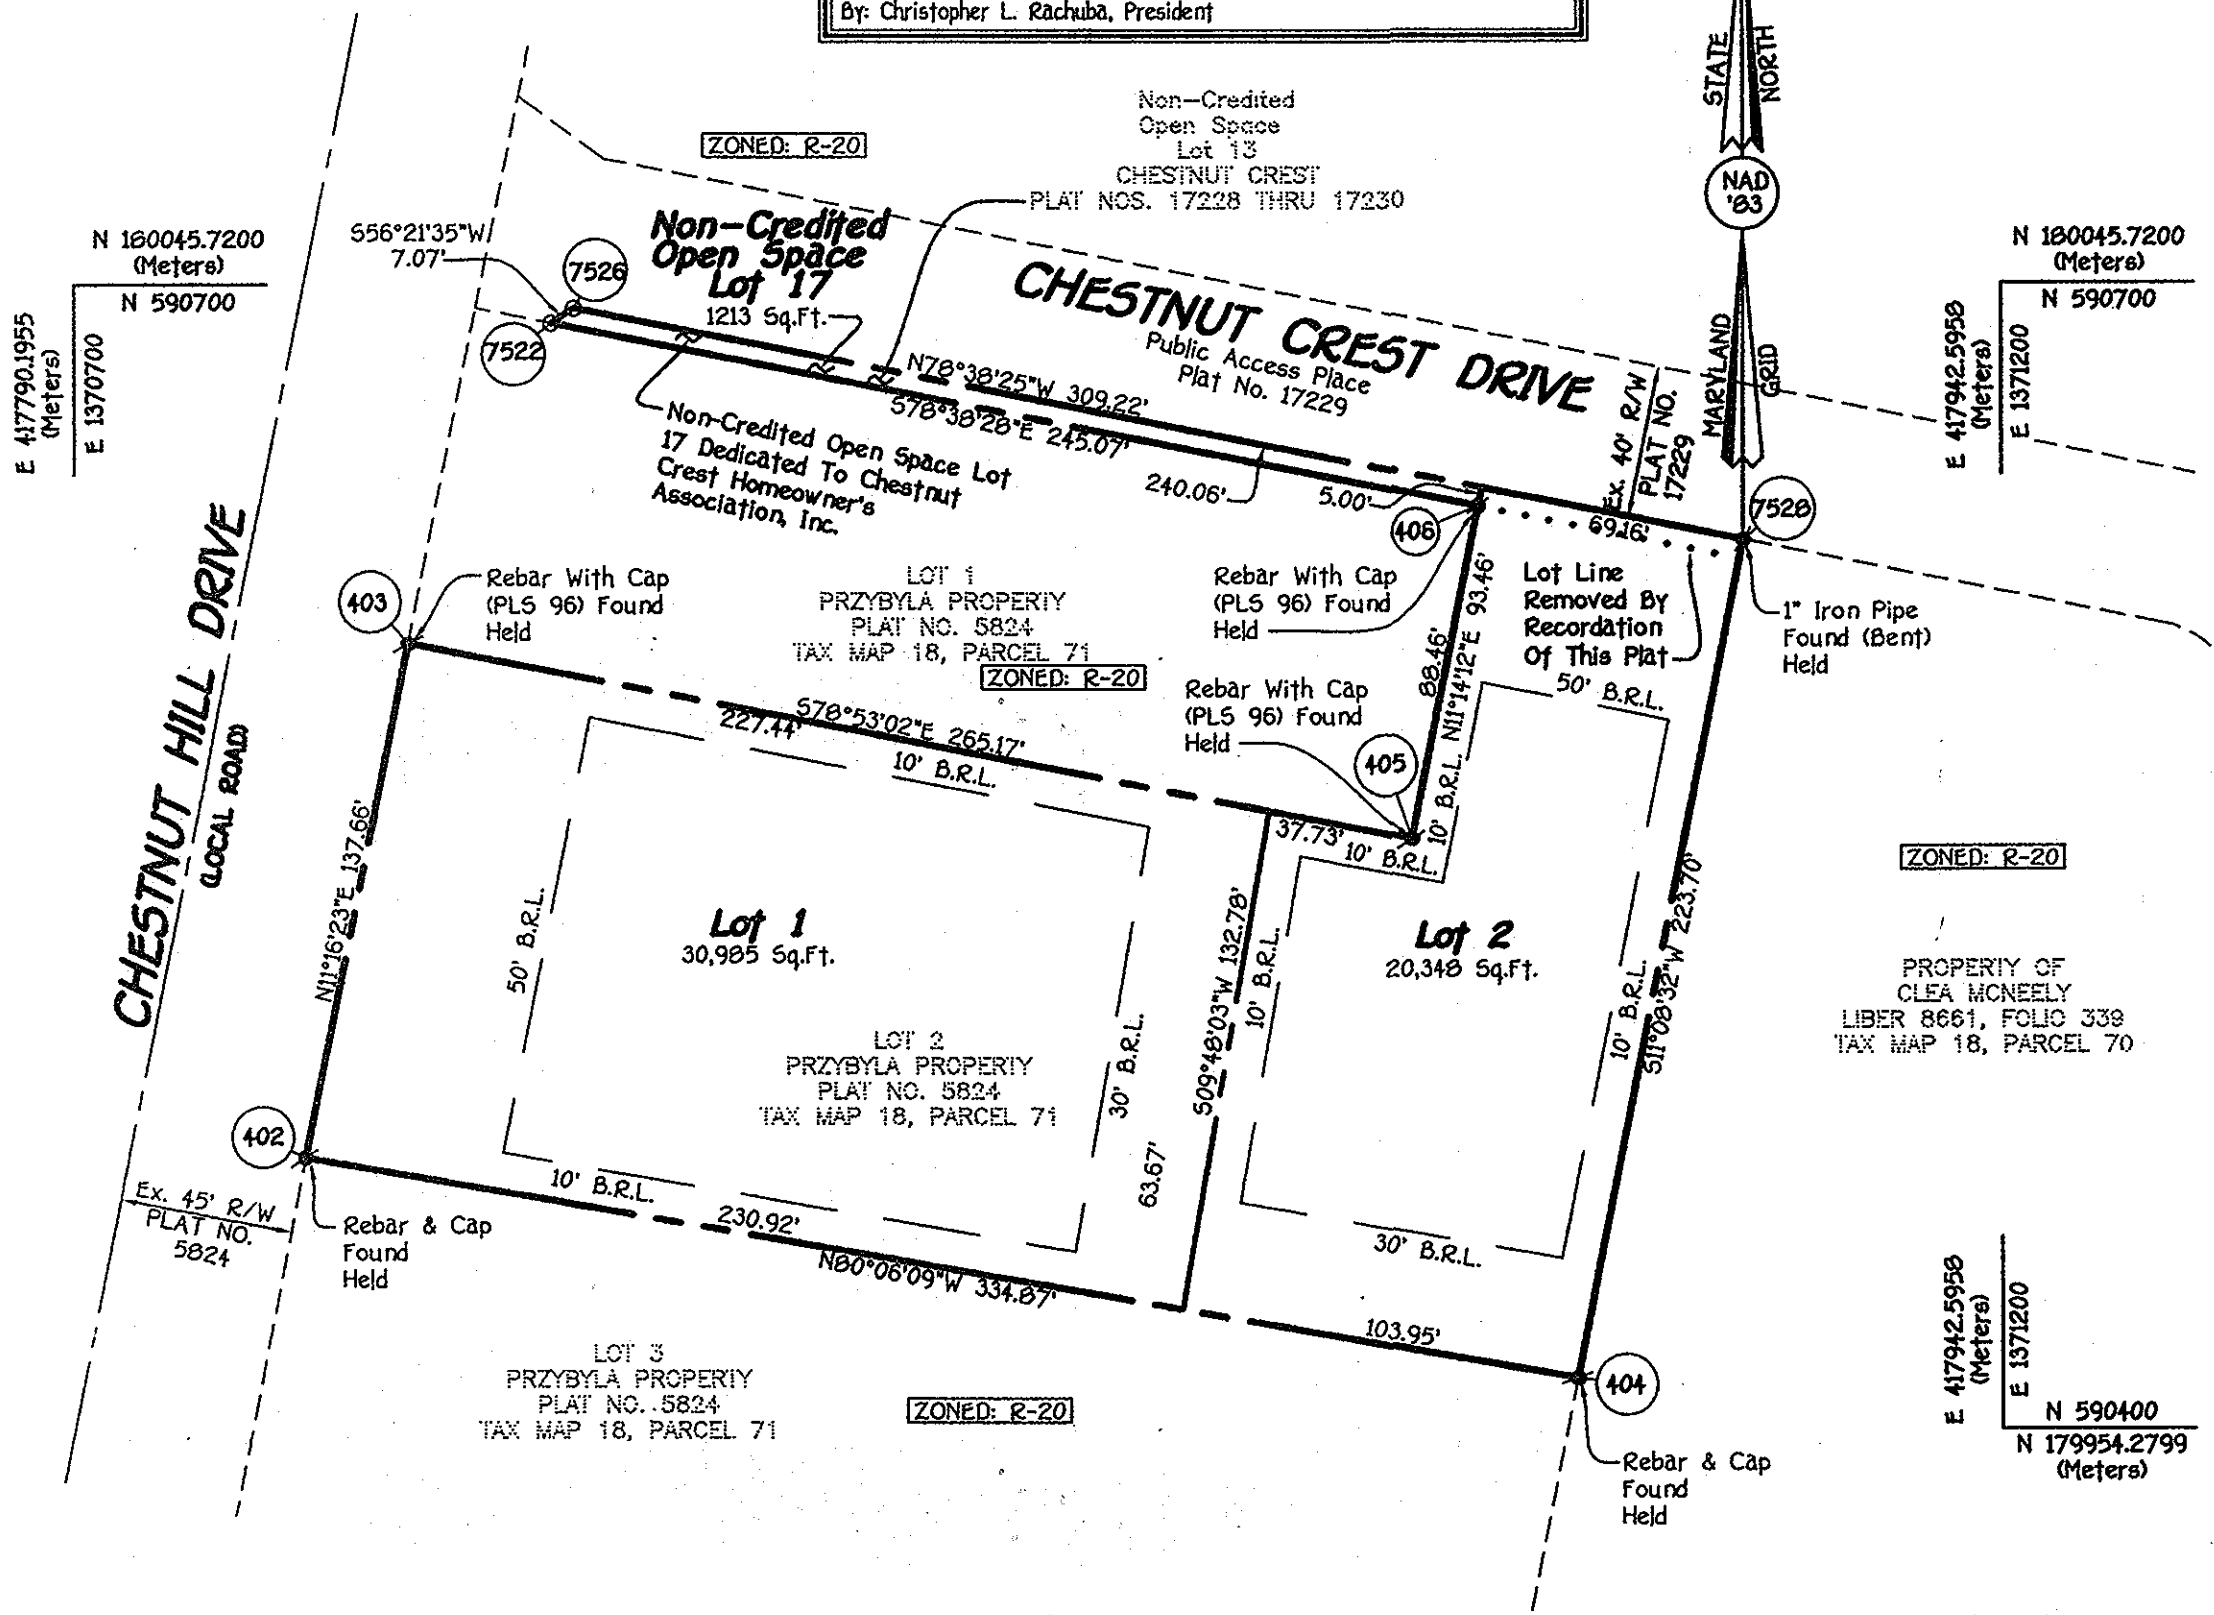 By: Christopher L. Rachuba, President
STATE
NORTH
NAD
'83
MARYLAND
GRID
Non-Credited
Open Space
Lot 13
CHESTNUT CREST
PLAT NOS. 17228 THRU 17230
ZONED: R-20
N 180045.7200
(Meters)
N 590700
E 417790.1955
(Meters)
E 1370700
S56°21'35"W
7.07'
7526
7522
Non-Credited
Open Space
Lot 17
1213 Sq.Ft.
CHESTNUT CREST DRIVE
Public Access Place
Plat No. 17229
N 180045.7200
(Meters)
N 590700
E 417942.5958
(Meters)
E 1371200
N78°38'25"W 309.22'
S78°38'28"E 245.07'
Ex. 40' R/W
PLAT NO.
17229
Non-Credited Open Space Lot
17 Dedicated To Chestnut
Crest Homeowner's
Association, Inc.
240.06'
5.00'
406
69.16'
7528
CHESTNUT HILL DRIVE
(LOCAL ROAD)
403
Rebar With Cap
(PLS 96) Found
Held
LOT 1
PRZYBYLA PROPERTY
PLAT NO. 5824
TAX MAP 18, PARCEL 71
ZONED: R-20
Rebar With Cap
(PLS 96) Found
Held
88.46'
N11°14'12"E 93.46'
Lot Line
Removed By
Recordation
Of This Plat
1" Iron Pipe
Found (Bent)
Held
50' B.R.L.
Rebar With Cap
(PLS 96) Found
Held
405
227.44'
S78°53'02"E 265.17'
10' B.R.L.
37.73'
10' B.R.L.
10' B.R.L.
N11°16'23"E 137.66'
50' B.R.L.
Lot 1
30,985 Sq.Ft.
S09°48'03"W 132.78'
10' B.R.L.
Lot 2
20,348 Sq.Ft.
10' B.R.L.
S11°08'32"W 223.70'
ZONED: R-20
PROPERTY OF
CLEA MCNEELY
LIBER 8661, FOLIO 339
TAX MAP 18, PARCEL 70
LOT 2
PRZYBYLA PROPERTY
PLAT NO. 5824
TAX MAP 18, PARCEL 71
30' B.R.L.
63.67'
402
Ex. 45' R/W
PLAT NO.
5824
Rebar & Cap
Found
Held
10' B.R.L.
230.92'
N80°06'09"W 334.87'
30' B.R.L.
103.95'
404
Rebar & Cap
Found
Held
LOT 3
PRZYBYLA PROPERTY
PLAT NO. 5824
TAX MAP 18, PARCEL 71
ZONED: R-20
E 417942.5958
(Meters)
E 1371200
N 590400
N 179954.2799
(Meters)